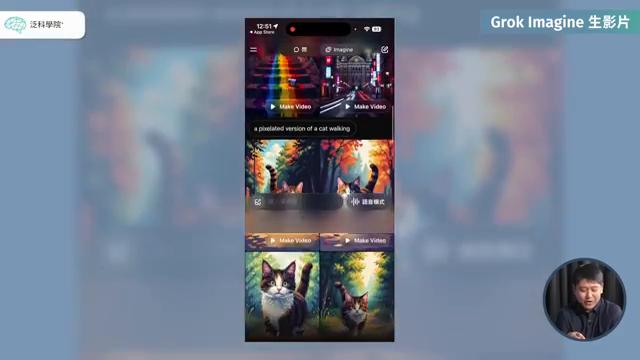 泛科學院
Grok Imagine 生影片
12:51
App Store
Imagine
Make Video
Make Video
a pixelated version of a cat walking
語音模式
Make Video
Make Video